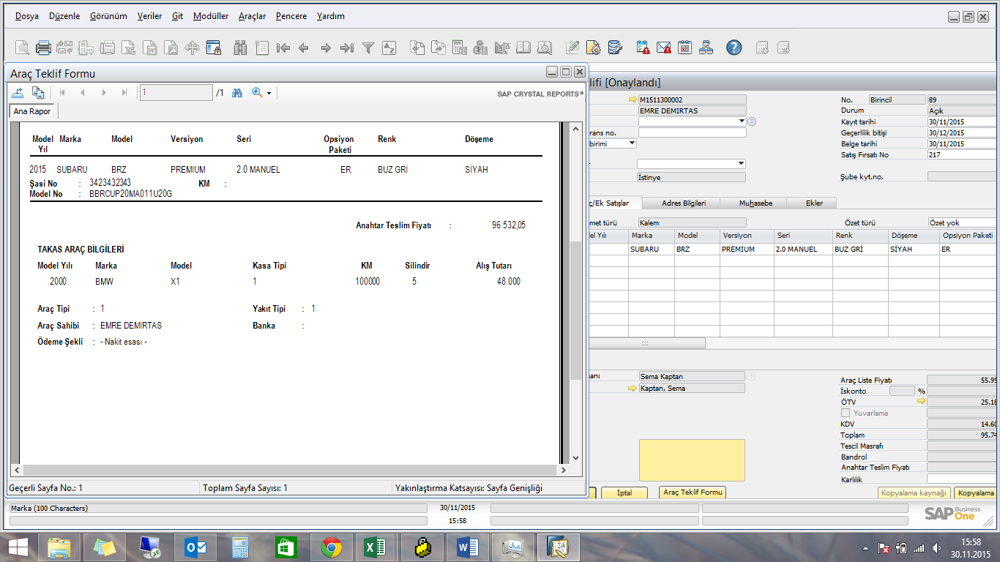 Dosya Düzenle Görünüm Veriler Git Modüller Araçlar Pencere Yardım
Araç Teklif Formu
1 /1
SAP CRYSTAL REPORTS®
Ana Rapor
Model Yıl Marka Model Versiyon Seri Opsiyon Paketi Renk Döşeme
2015 SUBARU BRZ PREMIUM 2.0 MANUEL ER BUZ GRİ SİYAH
Şasi No : 3423432343 KM :
Model No : BBRCUP20MA011U20G
Anahtar Teslim Fiyatı : 96.532,05
TAKAS ARAÇ BİLGİLERİ
Model Yılı Marka Model Kasa Tipi KM Silindir Alış Tutarı
2000 BMW X1 1 100000 5 48.000
Araç Tipi : 1 Yakıt Tipi : 1
Araç Sahibi : EMRE DEMIRTAS Banka :
Ödeme Şekli : - Nakit esası -
Geçerli Sayfa No.: 1 Toplam Sayfa Sayısı: 1 Yakınlaştırma Katsayısı: Sayfa Genişliği
lifi [Onaylandı]
M1511300002 No. Birincil 89
EMRE DEMIRTAS Durum Açık
Kayıt tarihi 30/11/2015
rans no. Geçerlilik bitişi 30/12/2015
birimi Belge tarihi 30/11/2015
Satış Fırsatı No 217
İstinye Şube kyt.no.
ç/Ek Satışlar Adres Bilgileri Muhasebe Ekler
met türü Kalem Özet türü Özet yok
el Yılı Marka Model Versiyon Seri Renk Döşeme Opsiyon Paketi
SUBARU BRZ PREMIUM 2.0 MANUEL BUZ GRİ SİYAH ER
anı Sema Kaptan
Kaptan, Sema
Araç Liste Fiyatı 55.95
İskonto %
ÖTV 25.18
Yuvarlama
KDV 14.60
Toplam 95.74
Tescil Masrafı
Bandrol
Anahtar Teslim Fiyatı
Karlılık
İptal Araç Teklif Formu Kopyalama kaynağı Kopyalama
Marka (100 Characters) 30/11/2015
15:58
SAP Business One
15:58
30.11.2015